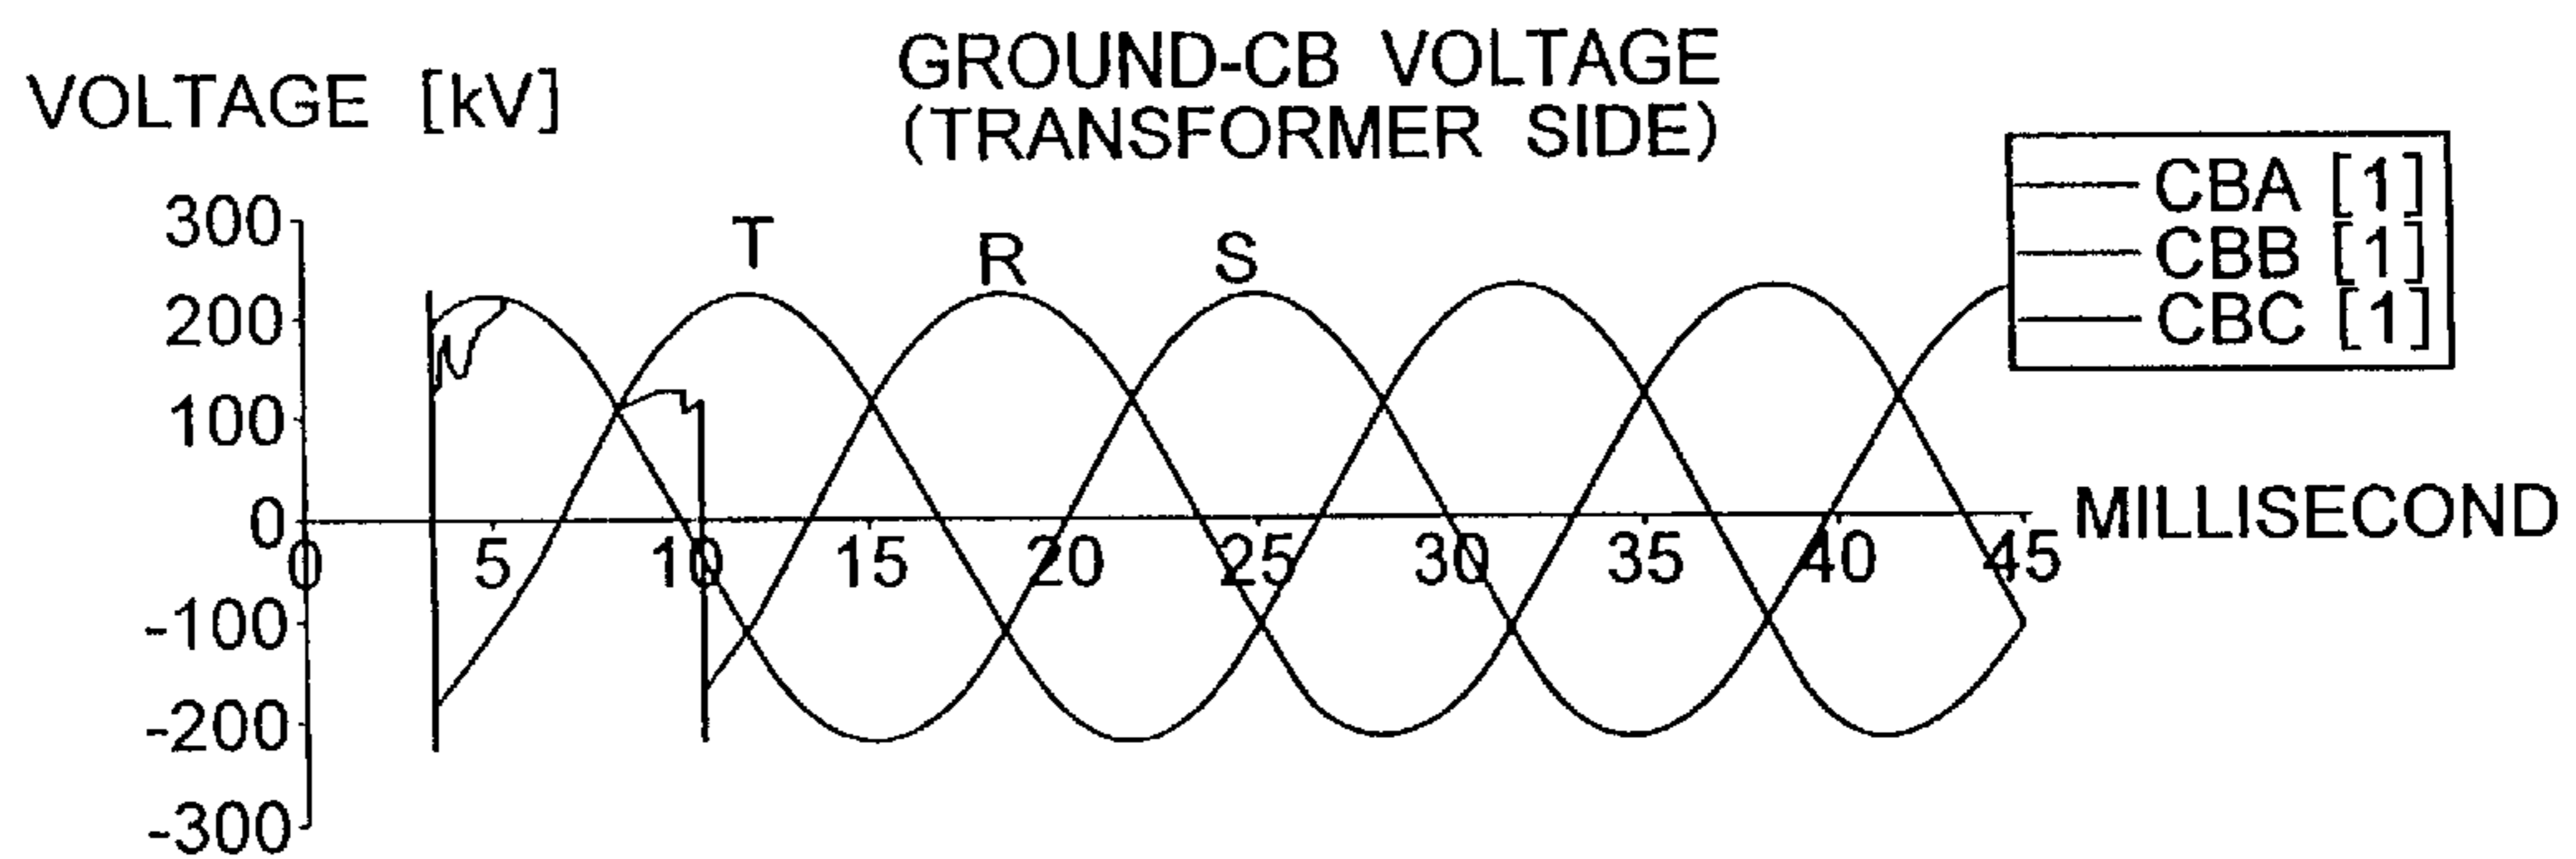 GROUND-CB VOLTAGE
(TRANSFORMER SIDE)
VOLTAGE [kV]
CBA [1]
CBB [1]
CBC [1]
T R S
300
200
100
0
-100
-200
-300
0 5 10 15 20 25 30 35 40 45
MILLISECOND